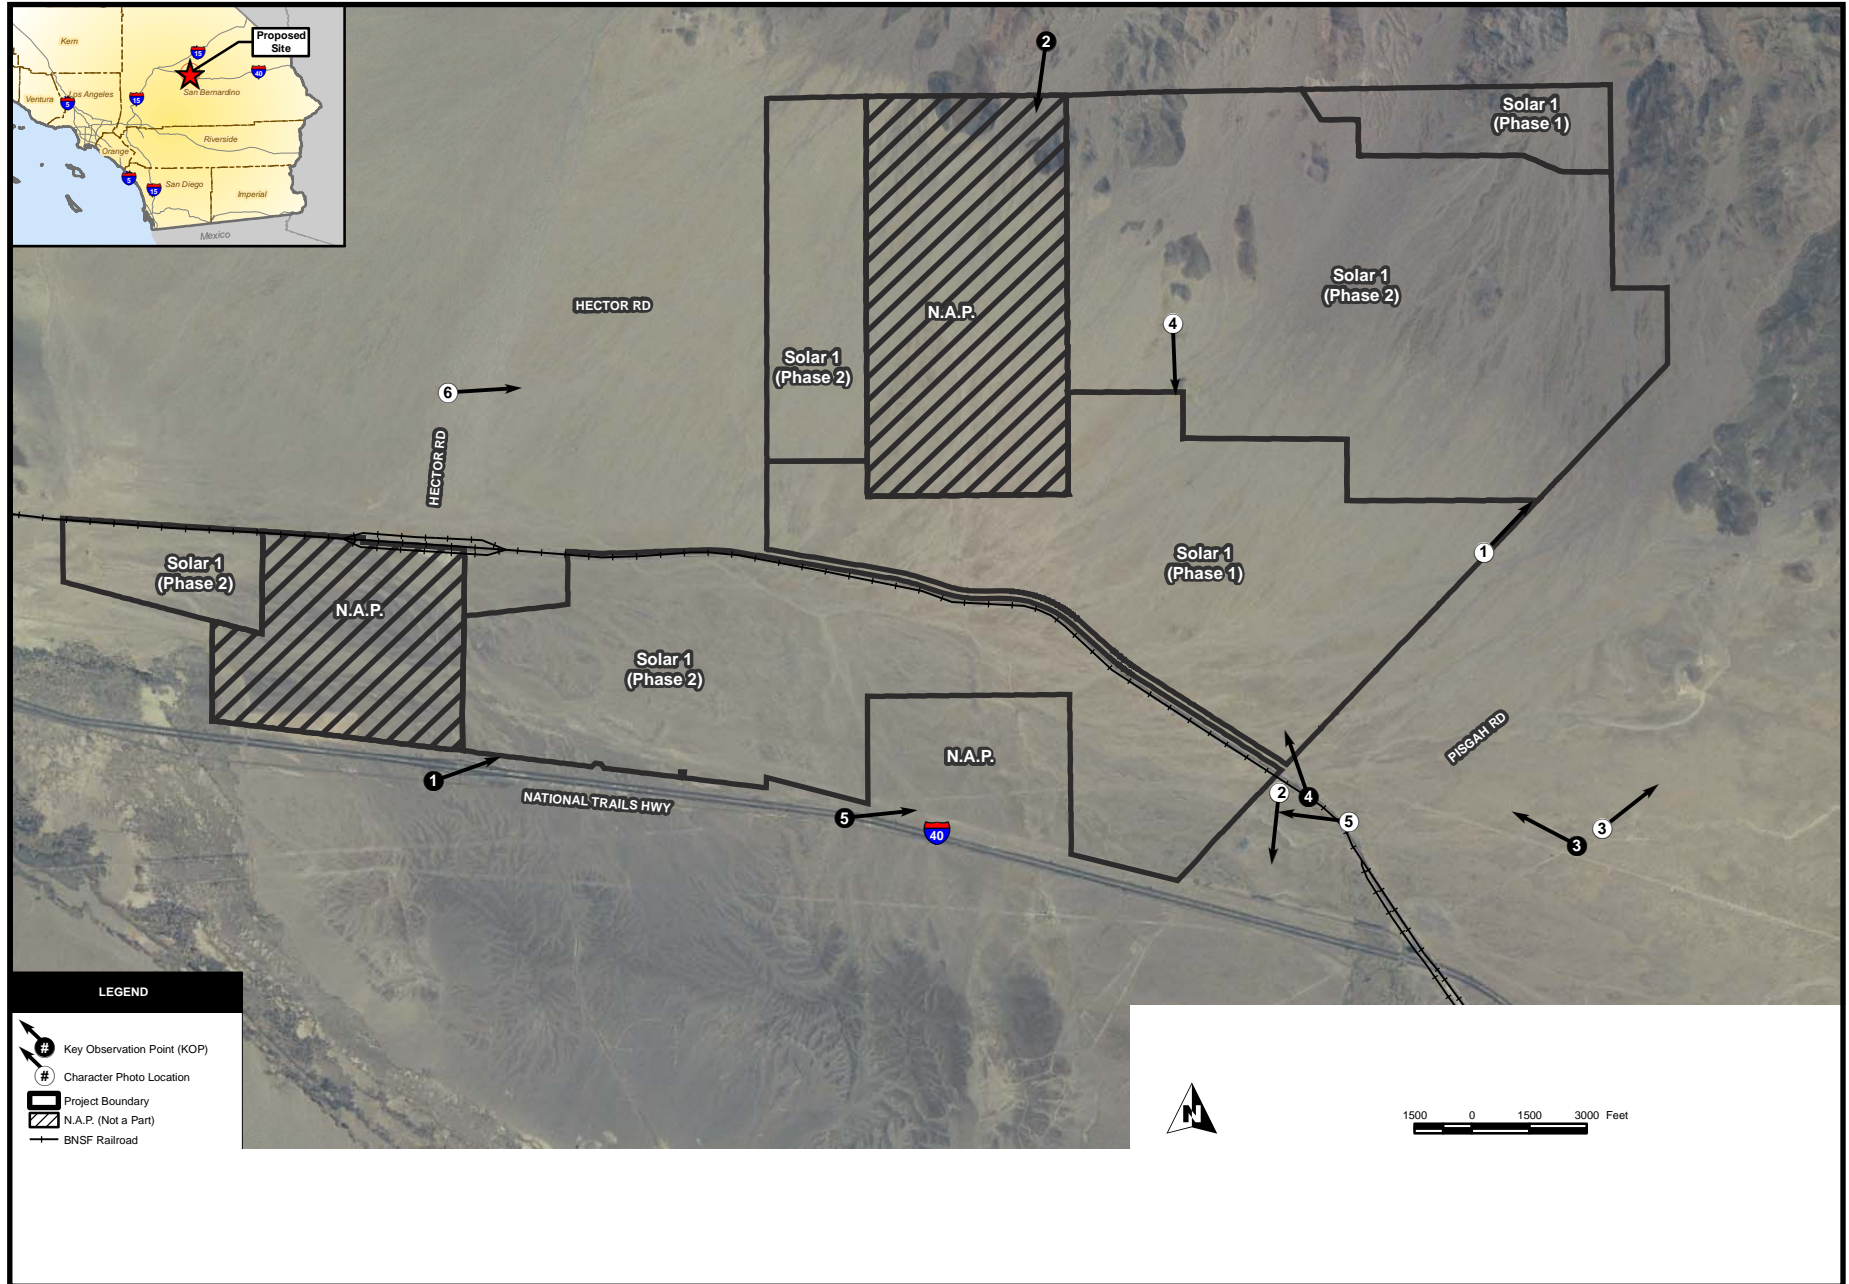 Kern
15
Proposed
Site
40
Ventura
Los Angeles
5
15
San Bernardino
Riverside
Orange
5
15
San Diego
Imperial
Mexico
2
Solar 1
(Phase 1)
HECTOR RD
N.A.P.
Solar 1
(Phase 2)
4
Solar 1
(Phase 2)
6
HECTOR RD
Solar 1
(Phase 2)
N.A.P.
Solar 1
(Phase 1)
1
Solar 1
(Phase 2)
N.A.P.
PISGAH RD
1
NATIONAL TRAILS HWY
5
40
2
4
5
3
3
LEGEND
# Key Observation Point (KOP)
# Character Photo Location
Project Boundary
N.A.P. (Not a Part)
BNSF Railroad
N
1500 0 1500 3000 Feet